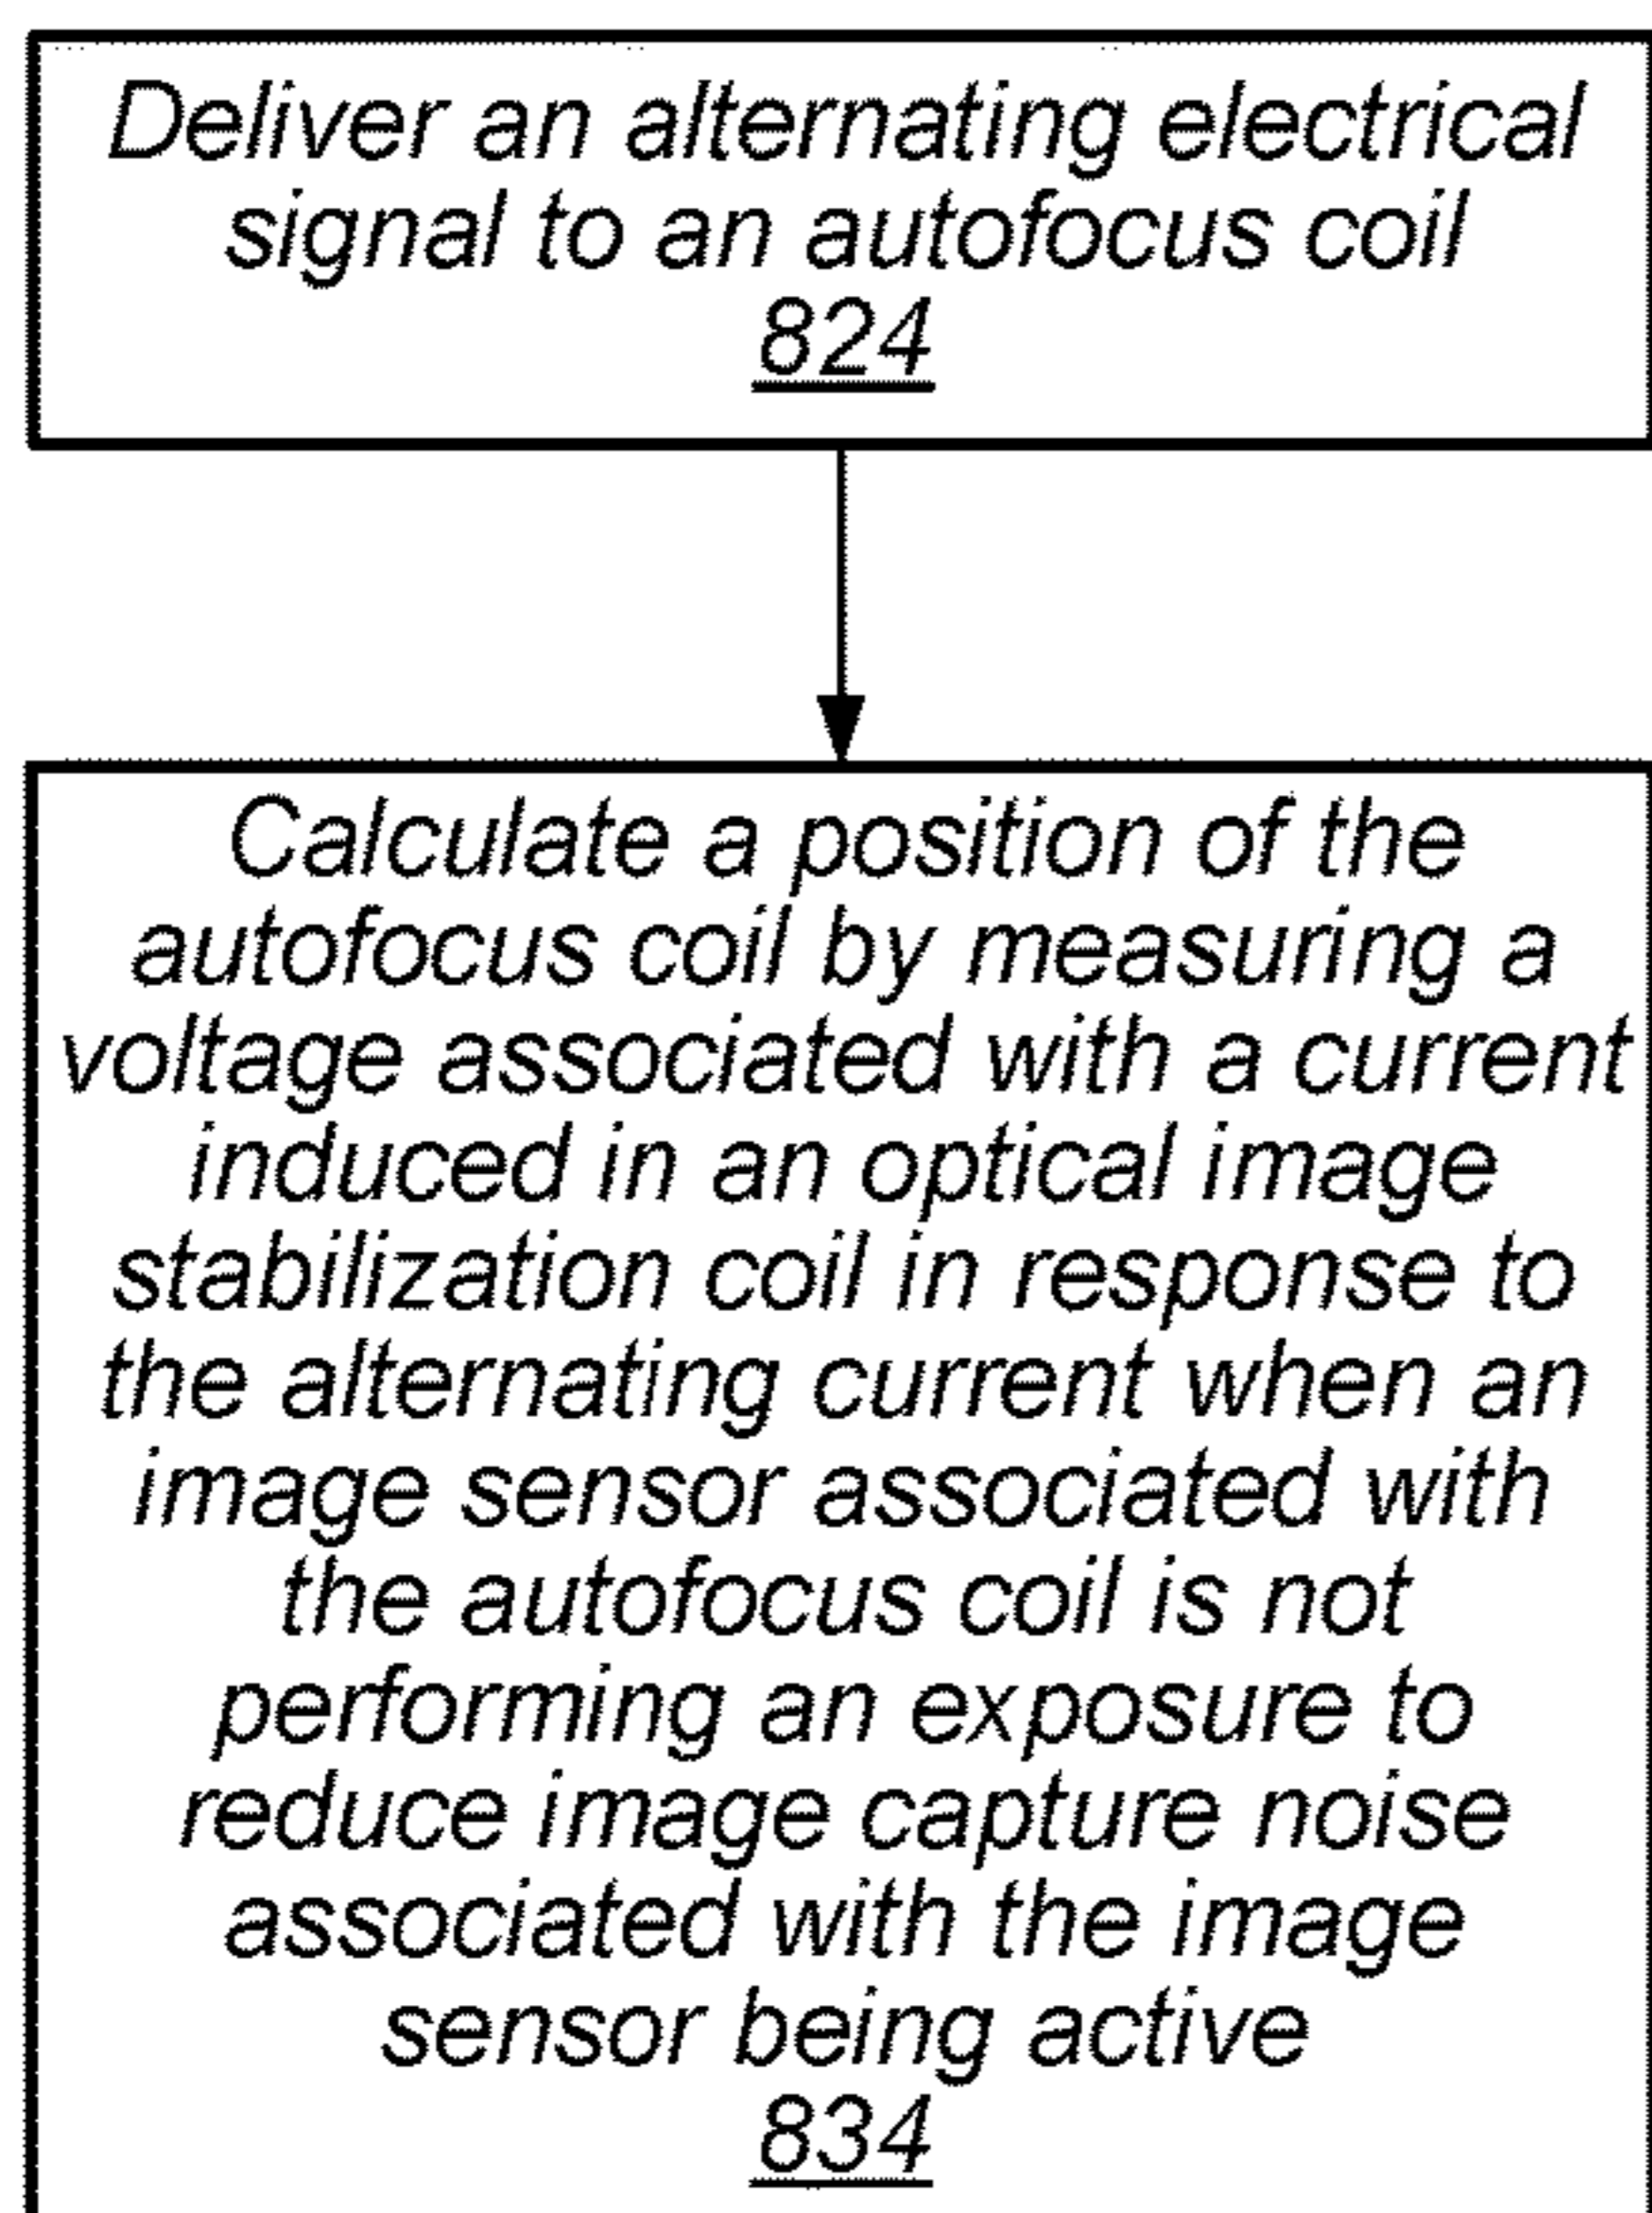 Deliver an alternating electrical
signal to an autofocus coil
824
Calculate a position of the
autofocus coil by measuring a
voltage associated with a current
induced in an optical image
stabilization coil in response to
the alternating current when an
image sensor associated with
the autofocus coil is not
performing an exposure to
reduce image capture noise
associated with the image
sensor being active
834